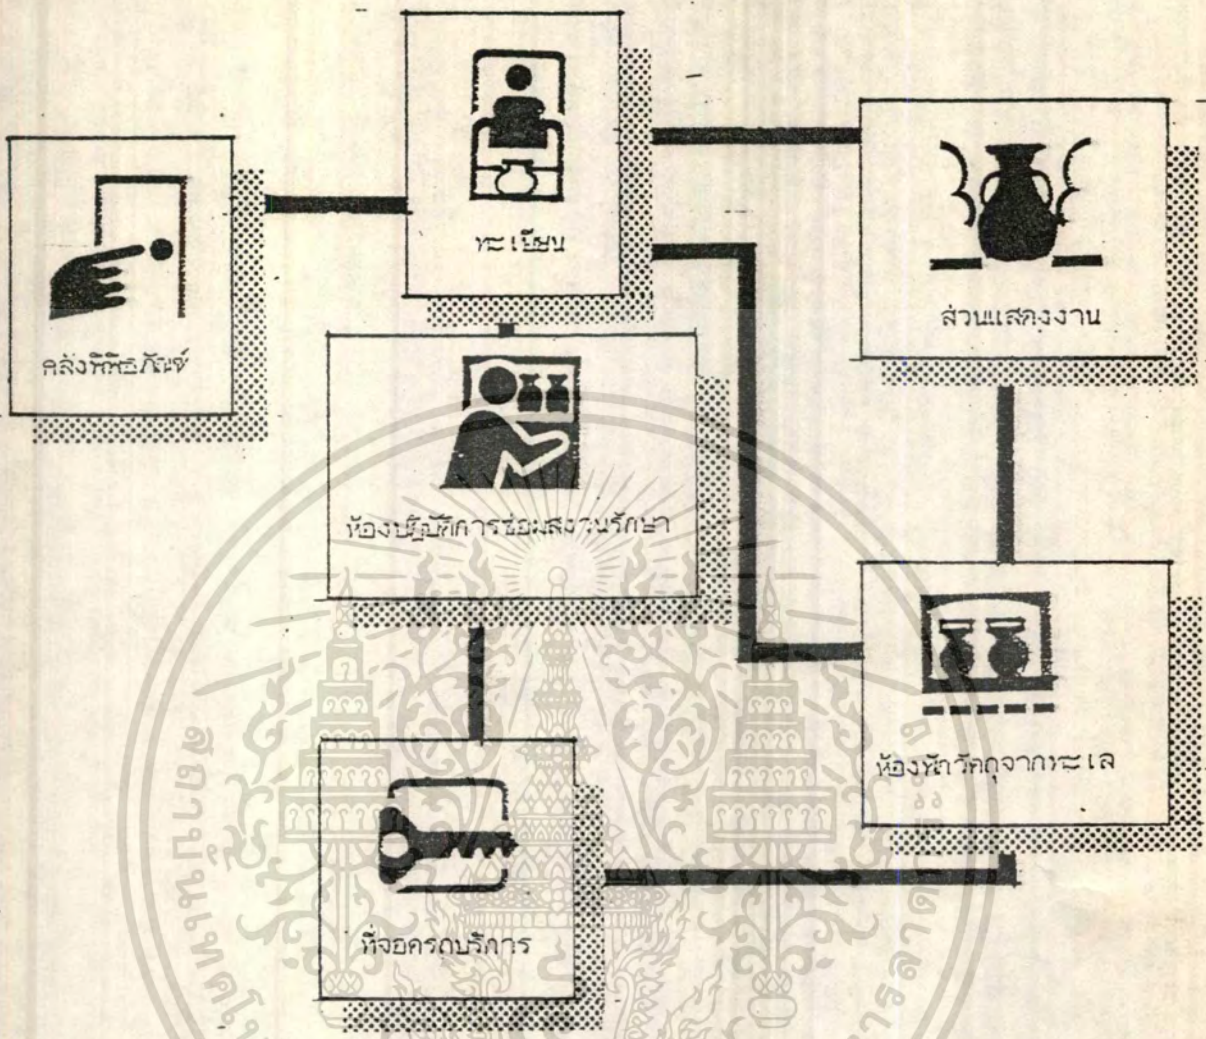 ทะเบียน
ส่วนแสดงงาน
คลังพิพิธภัณฑ์
ห้องปฏิบัติการซ่อมสงวนรักษา
ห้องพักวัตถุจากทะเล
ที่จอดรถบริการ